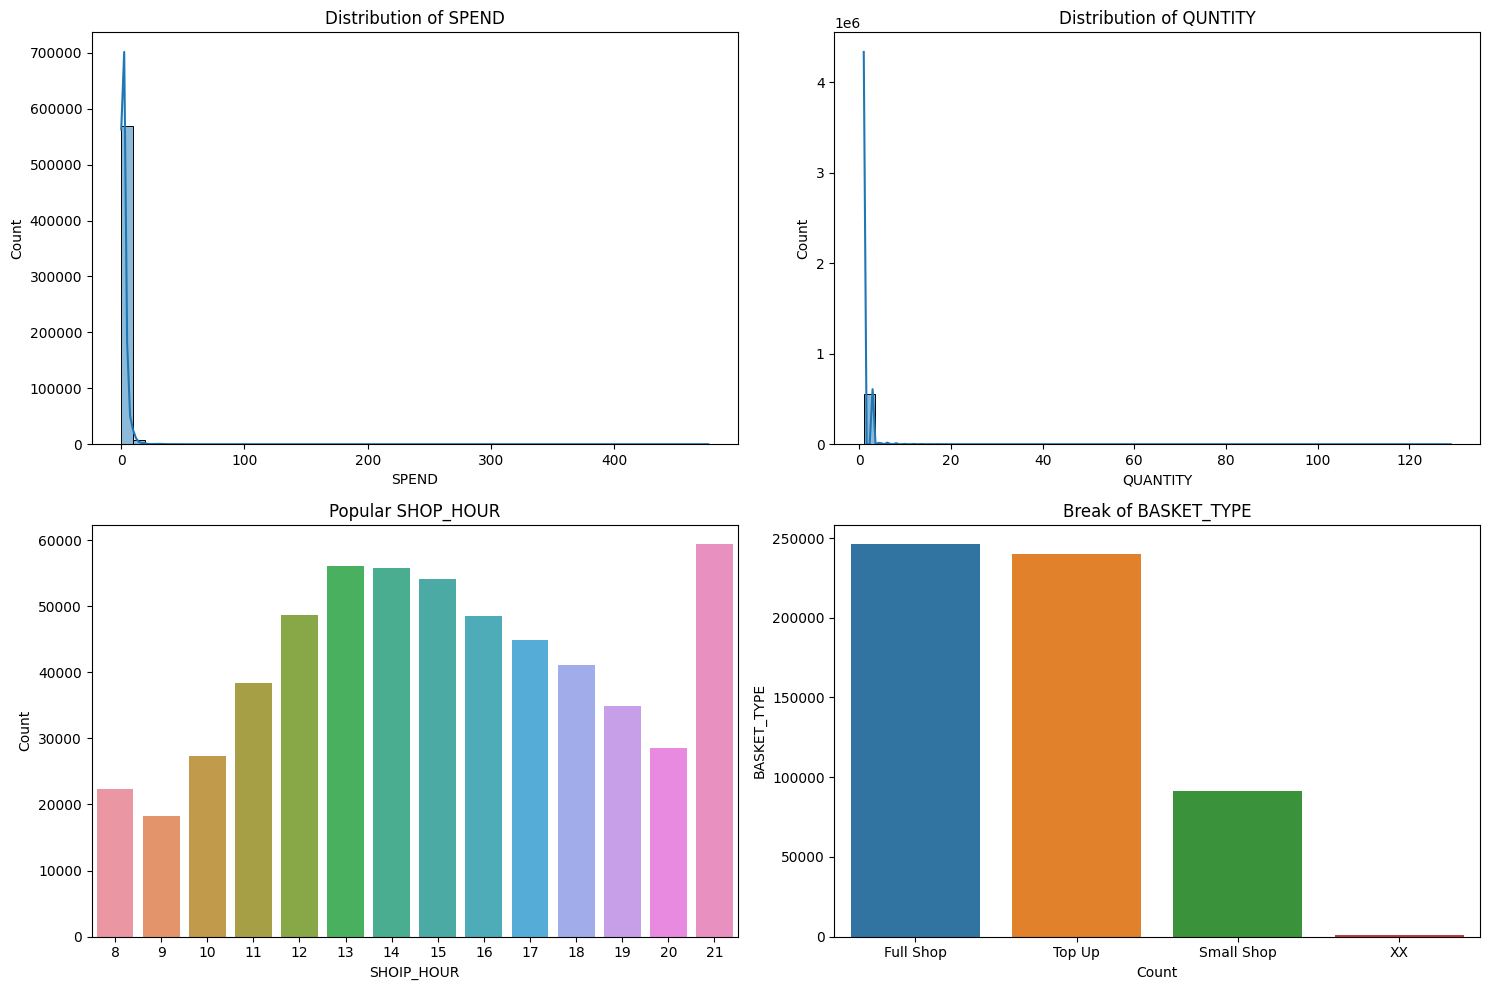 Distribution of SPEND
700000
600000
500000
400000
300000
200000
100000
0
Count
0 100 200 300 400
SPEND
Distribution of QUNTITY
1e6
4
3
2
1
0
Count
0 20 40 60 80 100 120
QUANTITY
Popular SHOP_HOUR
60000
50000
40000
30000
20000
10000
0
Count
8 9 10 11 12 13 14 15 16 17 18 19 20 21
SHOIP_HOUR
Break of BASKET_TYPE
250000
200000
150000
100000
50000
0
BASKET_TYPE
Full Shop Top Up Small Shop XX
Count